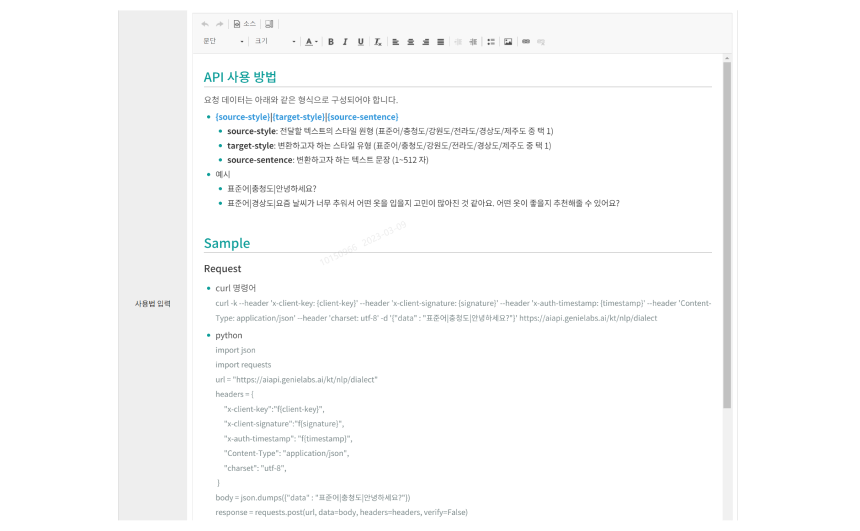 소스
문단
크기
API 사용 방법
요청 데이터는 아래와 같은 형식으로 구성되어야 합니다.
{source-style}|{target-style}|{source-sentence}
source-style: 전달할 텍스트의 스타일 원형 (표준어/충청도/강원도/전라도/경상도/제주도 중 택 1)
target-style: 변환하고자 하는 스타일 유형 (표준어/충청도/강원도/전라도/경상도/제주도 중 택 1)
source-sentence: 변환하고자 하는 텍스트 문장 (1~512 자)
예시
표준어|충청도|안녕하세요?
표준어|경상도|요즘 날씨가 너무 추워서 어떤 옷을 입을지 고민이 많아진 것 같아요. 어떤 옷이 좋을지 추천해줄 수 있어요?
Sample
Request
사용법 입력
curl 명령어
curl -k --header 'x-client-key: {client-key}' --header 'x-client-signature: {signature}' --header 'x-auth-timestamp: {timestamp}' --header 'Content-
Type: application/json' --header 'charset: utf-8' -d '{"data" : "표준어|충청도|안녕하세요?"}' https://aiapi.genielabs.ai/kt/nlp/dialect
python
import json
import requests
url = "https://aiapi.genielabs.ai/kt/nlp/dialect"
headers = {
"x-client-key":"f{client-key}",
"x-client-signature":"f{signature}",
"x-auth-timestamp": "f{timestamp}",
"Content-Type": "application/json",
"charset": "utf-8",
}
body = json.dumps({"data" : "표준어|충청도|안녕하세요?"})
response = requests.post(url, data=body, headers=headers, verify=False)